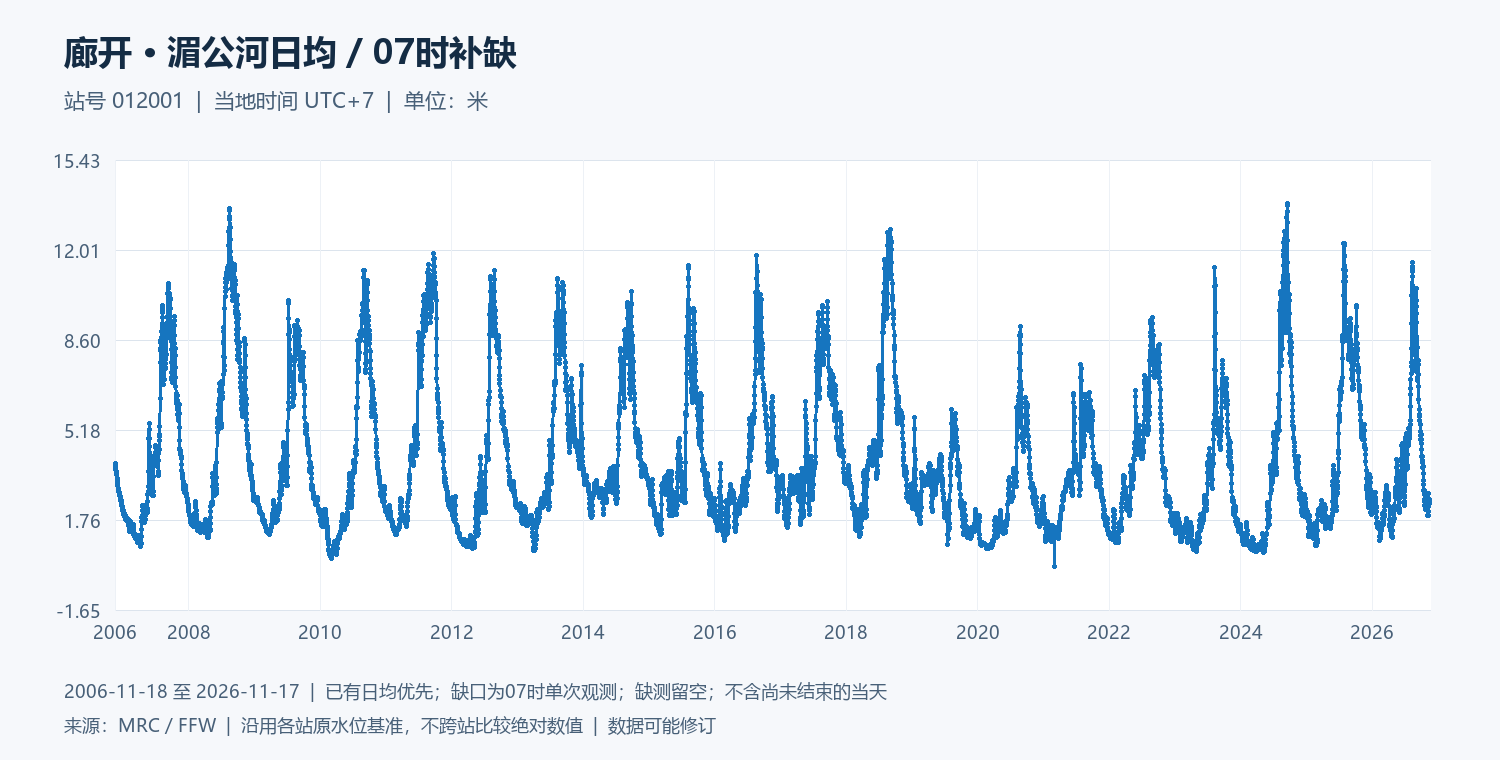 廊开・湄公河日均 / 07时补缺
站号 012001 | 当地时间 UTC+7 | 单位：米
15.43
12.01
8.60
5.18
1.76
-1.65
2006 2008 2010 2012 2014 2016 2018 2020 2022 2024 2026
2006-11-18 至 2026-11-17 | 已有日均优先；缺口为07时单次观测；缺测留空；不含尚未结束的当天
来源：MRC / FFW | 沿用各站原水位基准，不跨站比较绝对数值 | 数据可能修订